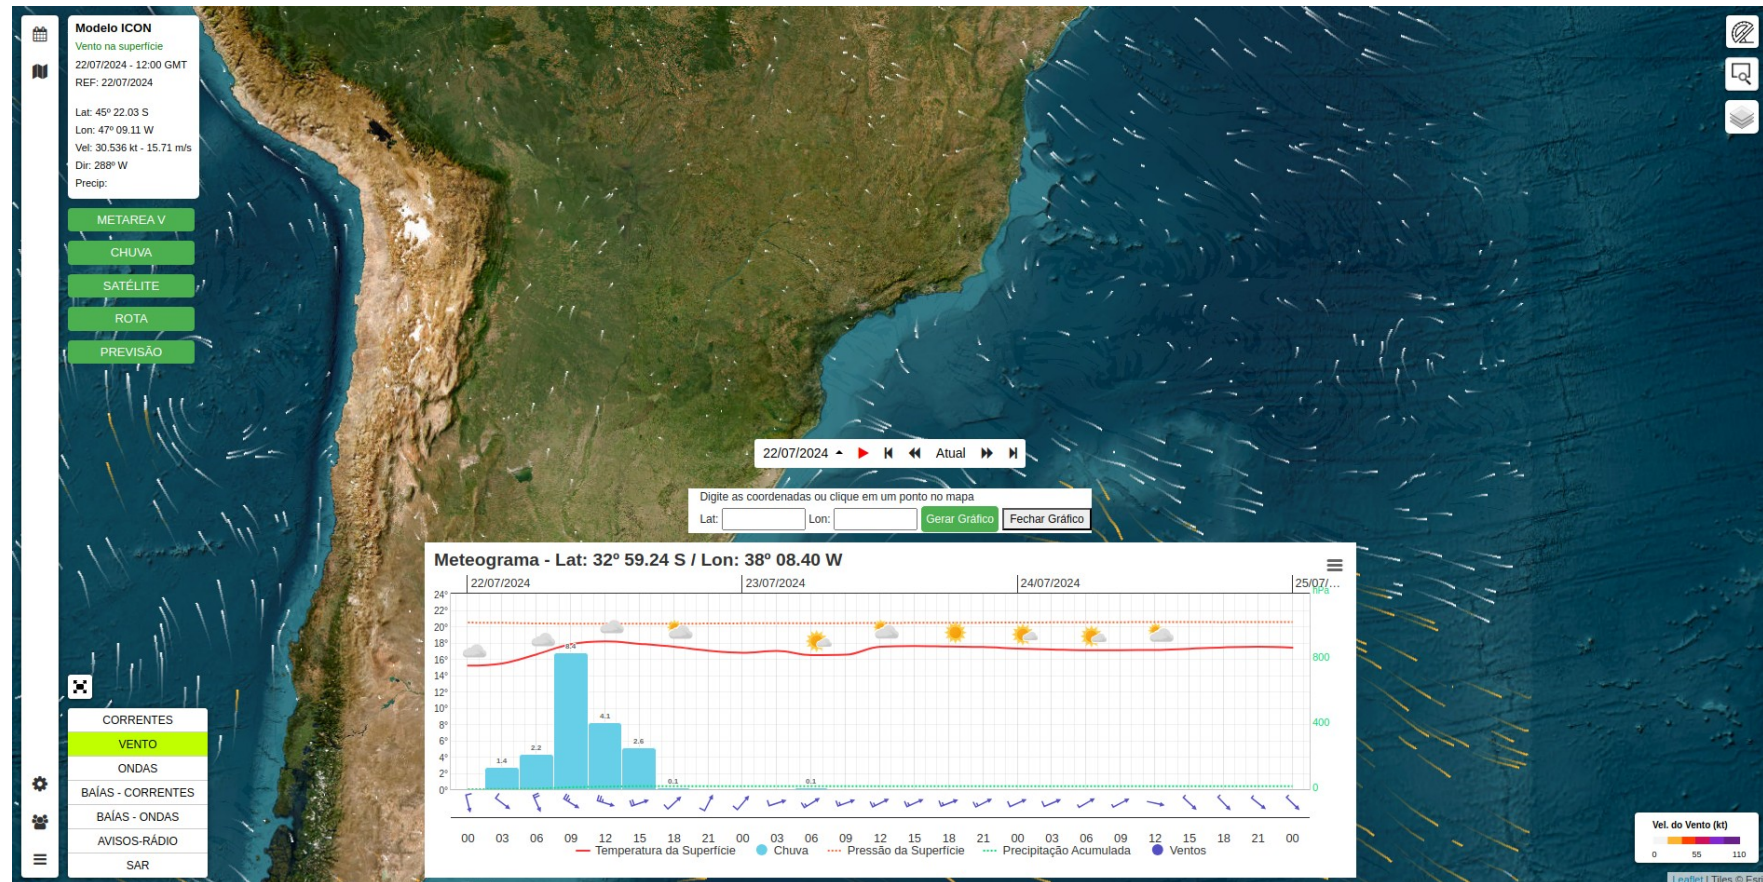 Modelo ICON
Vento na superfície
22/07/2024 - 12:00 GMT
REF: 22/07/2024
Lat: 45º 22.03 S
Lon: 47º 09.11 W
Vel: 30.536 kt - 15.71 m/s
Dir: 288º W
Precip:
METAREA V
CHUVA
SATÉLITE
ROTA
PREVISÃO
22/07/2024
Atual
Digite as coordenadas ou clique em um ponto no mapa
Lat: Lon: Gerar Gráfico Fechar Gráfico
Meteograma - Lat: 32º 59.24 S / Lon: 38º 08.40 W
22/07/2024 23/07/2024 24/07/2024 25/07/…
hPa
24°
22°
20°
18°
16°
14°
12°
10°
8°
6°
4°
2°
0°
800
400
0
1.4 2.2 8.4 4.1 2.6 0.1 0.1
00 03 06 09 12 15 18 21 00 03 06 09 12 15 18 21 00 03 06 09 12 15 18 21 00
Temperatura da Superfície Chuva Pressão da Superfície Precipitação Acumulada Ventos
CORRENTES
VENTO
ONDAS
BAÍAS - CORRENTES
BAÍAS - ONDAS
AVISOS-RÁDIO
SAR
Vel. do Vento (kt)
0 55 110
Leaflet | Tiles © Esri